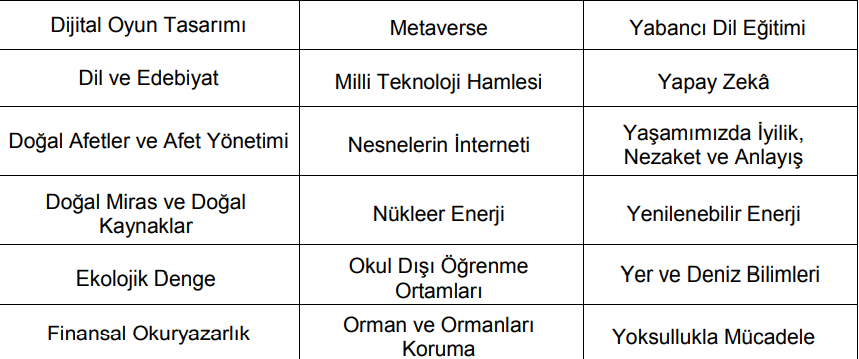 Dijital Oyun Tasarımı
Metaverse
Yabancı Dil Eğitimi
Dil ve Edebiyat
Milli Teknoloji Hamlesi
Yapay Zekâ
Doğal Afetler ve Afet Yönetimi
Nesnelerin İnterneti
Yaşamımızda İyilik,
Nezaket ve Anlayış
Doğal Miras ve Doğal
Kaynaklar
Nükleer Enerji
Yenilenebilir Enerji
Ekolojik Denge
Okul Dışı Öğrenme
Ortamları
Yer ve Deniz Bilimleri
Finansal Okuryazarlık
Orman ve Ormanları
Koruma
Yoksullukla Mücadele